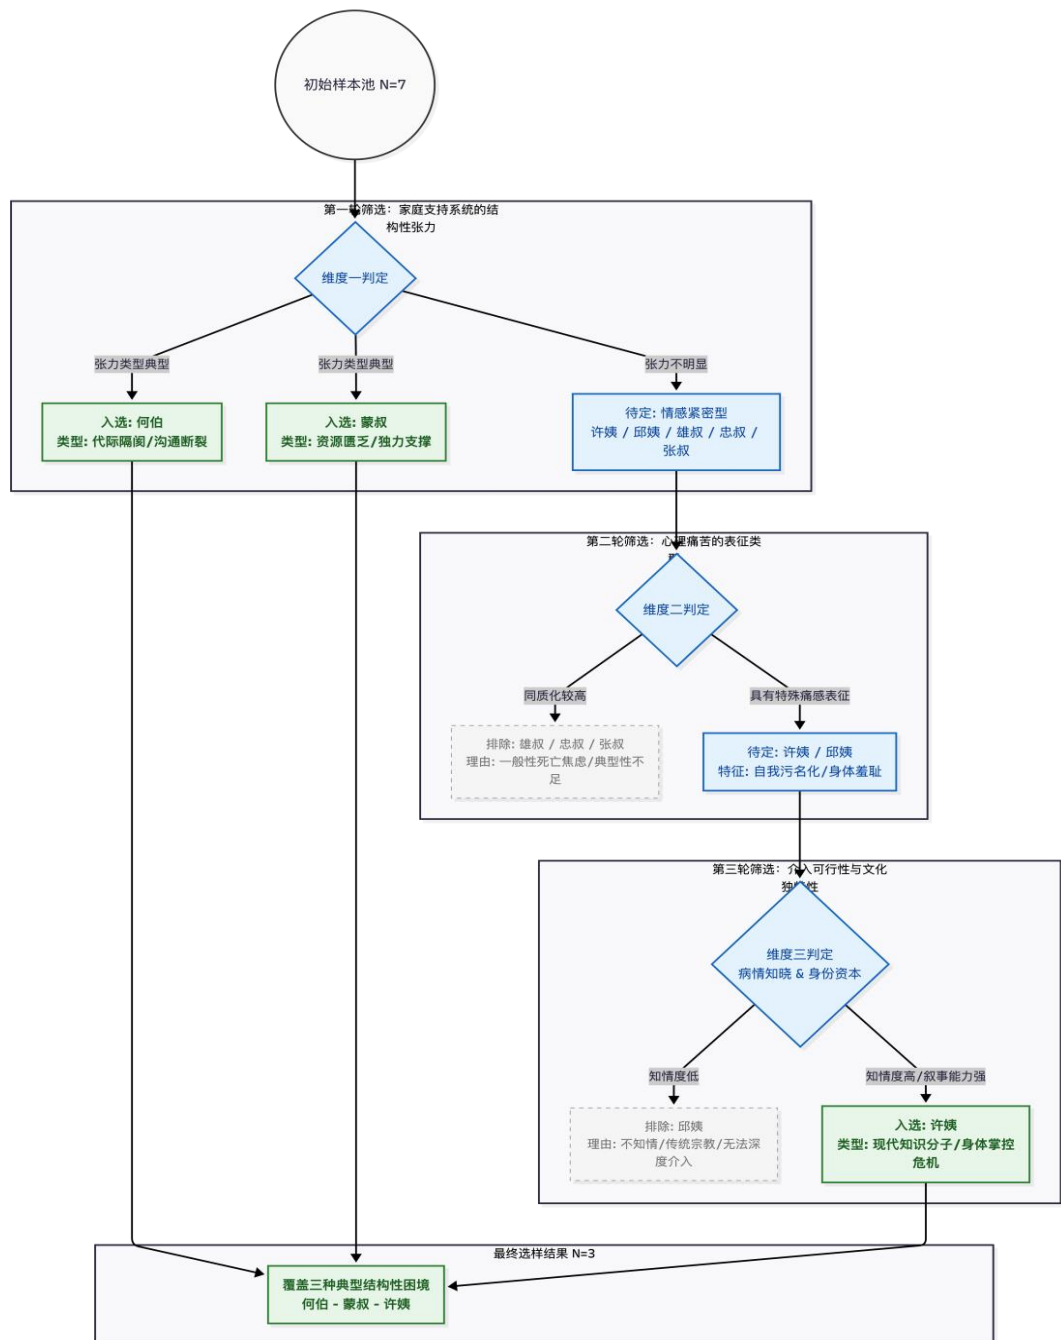 初始样本池 N=7
第一轮筛选：家庭支持系统的结
构性张力
维度一判定
张力类型典型
张力类型典型
张力不明显
入选: 何伯
类型: 代际隔阂/沟通断裂
入选: 蒙叔
类型: 资源匮乏/独力支撑
待定: 情感紧密型
许姨 / 邱姨 / 雄叔 / 忠叔 /
张叔
第二轮筛选：心理痛苦的表征类
维度二判定
同质化较高
具有特殊痛感表征
排除: 雄叔 / 忠叔 / 张叔
理由: 一般性死亡焦虑/典型性不
足
待定: 许姨 / 邱姨
特征: 自我污名化/身体羞耻
第三轮筛选：介入可行性与文化
独特性
维度三判定
病情知晓 & 身份资本
知情度低
知情度高/叙事能力强
排除: 邱姨
理由: 不知情/传统宗教/无法深
度介入
入选: 许姨
类型: 现代知识分子/身体掌控
危机
最终选样结果 N=3
覆盖三种典型结构性困境
何伯 - 蒙叔 - 许姨